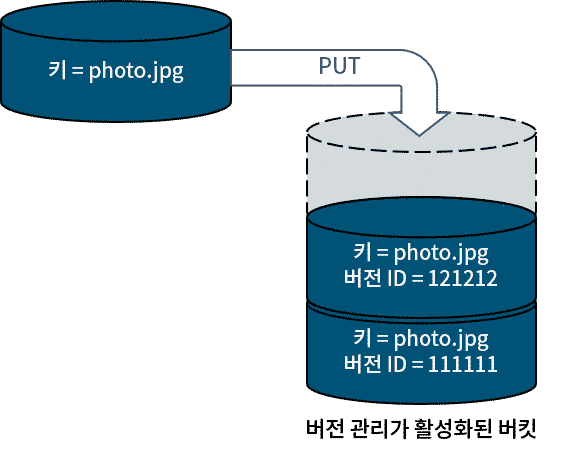 키 = photo.jpg
PUT
키 = photo.jpg
버전 ID = 121212
키 = photo.jpg
버전 ID = 111111
버전 관리가 활성화된 버킷